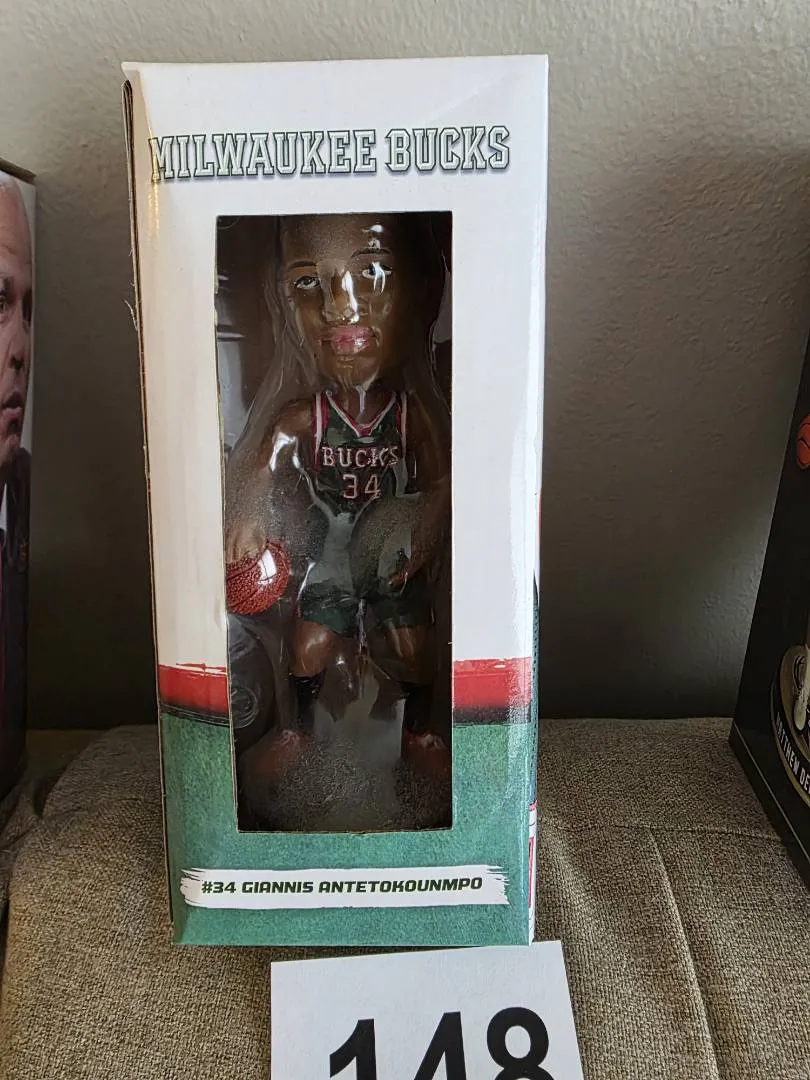 MILWAUKEE BUCKS
BUCKS
34
#34 GIANNIS ANTETOKOUNMPO
148